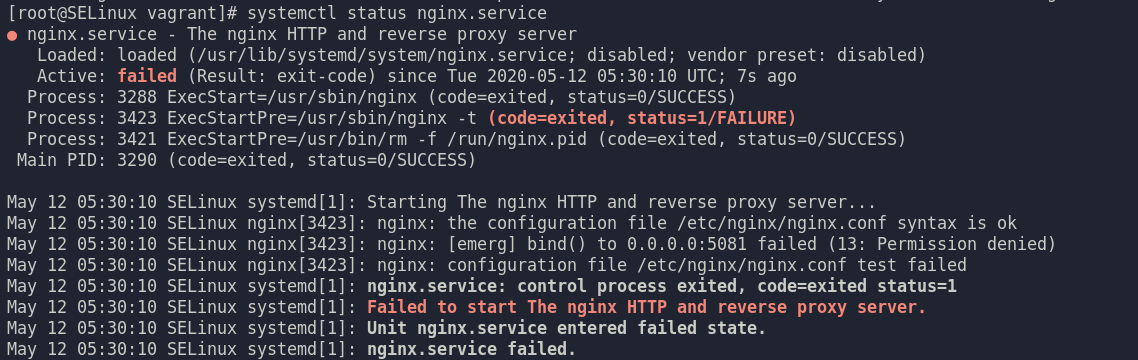 [root@SELinux vagrant]# systemctl status nginx.service
● nginx.service - The nginx HTTP and reverse proxy server
   Loaded: loaded (/usr/lib/systemd/system/nginx.service; disabled; vendor preset: disabled)
   Active: failed (Result: exit-code) since Tue 2020-05-12 05:30:10 UTC; 7s ago
  Process: 3288 ExecStart=/usr/sbin/nginx (code=exited, status=0/SUCCESS)
  Process: 3423 ExecStartPre=/usr/sbin/nginx -t (code=exited, status=1/FAILURE)
  Process: 3421 ExecStartPre=/usr/bin/rm -f /run/nginx.pid (code=exited, status=0/SUCCESS)
 Main PID: 3290 (code=exited, status=0/SUCCESS)

May 12 05:30:10 SELinux systemd[1]: Starting The nginx HTTP and reverse proxy server...
May 12 05:30:10 SELinux nginx[3423]: nginx: the configuration file /etc/nginx/nginx.conf syntax is ok
May 12 05:30:10 SELinux nginx[3423]: nginx: [emerg] bind() to 0.0.0.0:5081 failed (13: Permission denied)
May 12 05:30:10 SELinux nginx[3423]: nginx: configuration file /etc/nginx/nginx.conf test failed
May 12 05:30:10 SELinux systemd[1]: nginx.service: control process exited, code=exited status=1
May 12 05:30:10 SELinux systemd[1]: Failed to start The nginx HTTP and reverse proxy server.
May 12 05:30:10 SELinux systemd[1]: Unit nginx.service entered failed state.
May 12 05:30:10 SELinux systemd[1]: nginx.service failed.